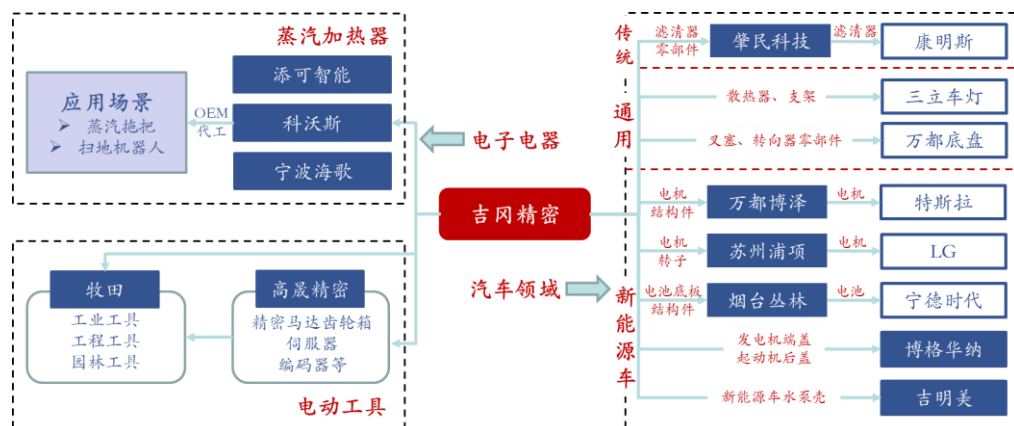 蒸汽加热器
添可智能
应用场景
➢ 蒸汽拖把
➢ 扫地机器人
OEM
代工
科沃斯
宁波海歌
电子电器
吉冈精密
牧田
工业工具
工程工具
园林工具
高晟精密
精密马达齿轮箱
伺服器
编码器等
电动工具
汽车领域
传统
滤清器
零部件
肇民科技
滤清器
康明斯
通用
散热器、支架
三立车灯
叉塞、转向器零部件
万都底盘
新能源车
电机
结构件
万都博泽
电机
特斯拉
电机
转子
苏州浦项
电机
LG
电池底板
结构件
烟台丛林
电池
宁德时代
发电机端盖
起动机后盖
博格华纳
新能源车水泵壳
吉明美